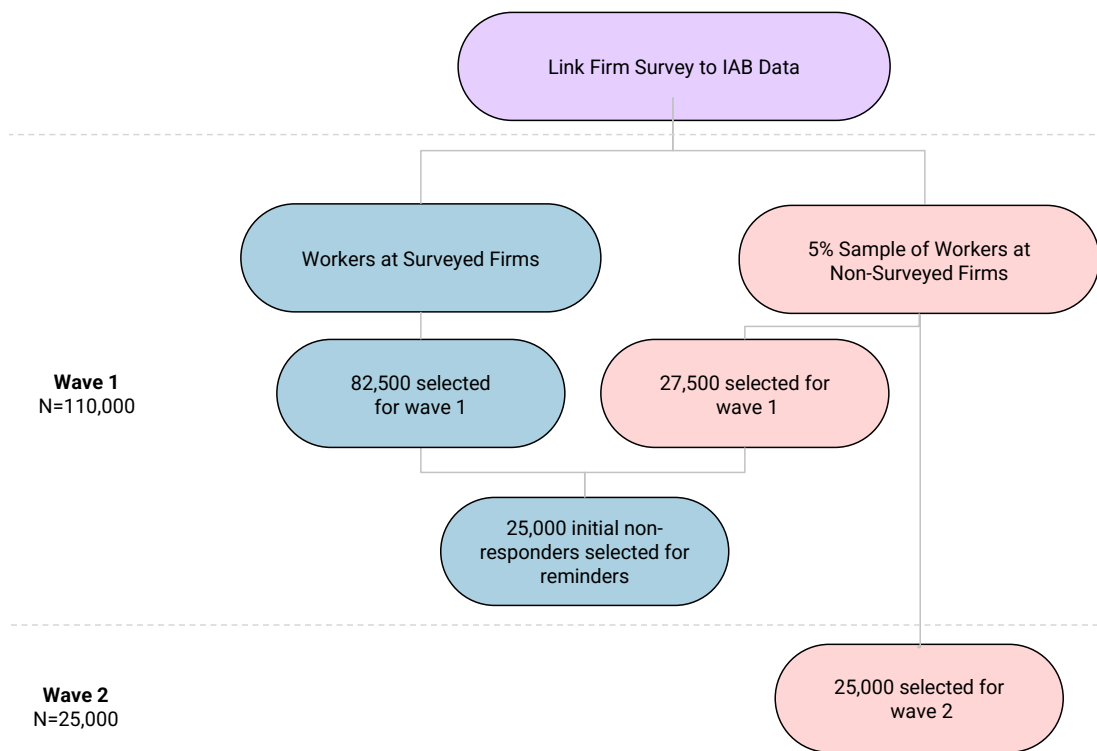 Link Firm Survey to IAB Data
Workers at Surveyed Firms
5% Sample of Workers at
Non-Surveyed Firms
Wave 1
N=110,000
82,500 selected
for wave 1
27,500 selected for
wave 1
25,000 initial non-
responders selected for
reminders
Wave 2
N=25,000
25,000 selected for
wave 2